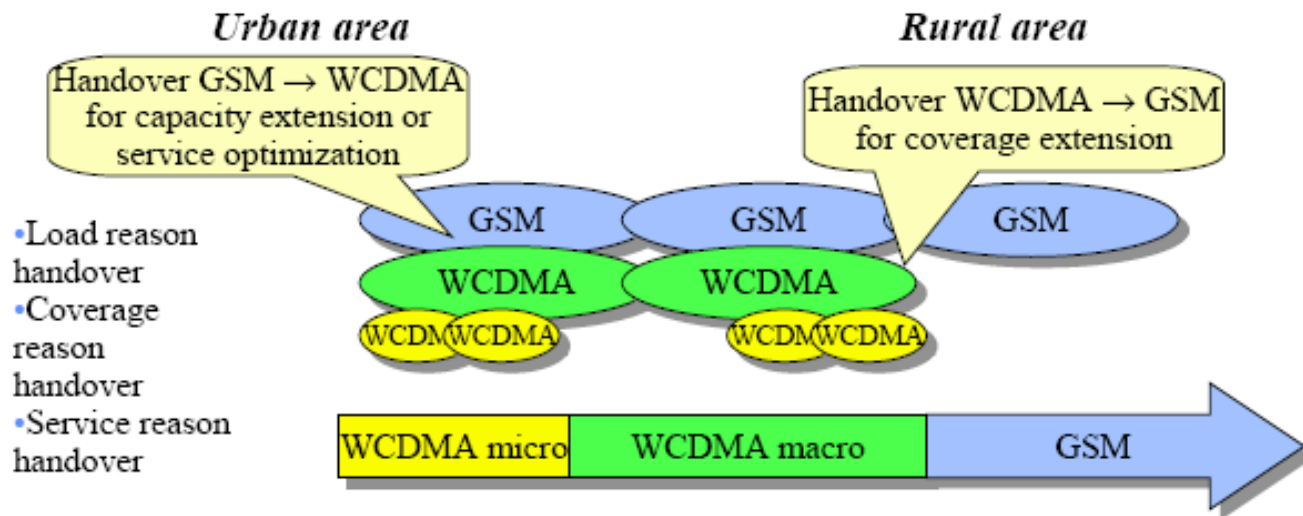 Urban area
Rural area
Handover GSM → WCDMA
for capacity extension or
service optimization
Handover WCDMA → GSM
for coverage extension
GSM
GSM
GSM
WCDMA
WCDMA
WCDM
WCDMA
WCDM
WCDMA
•Load reason
handover
•Coverage
reason
handover
•Service reason
handover
WCDMA micro
WCDMA macro
GSM